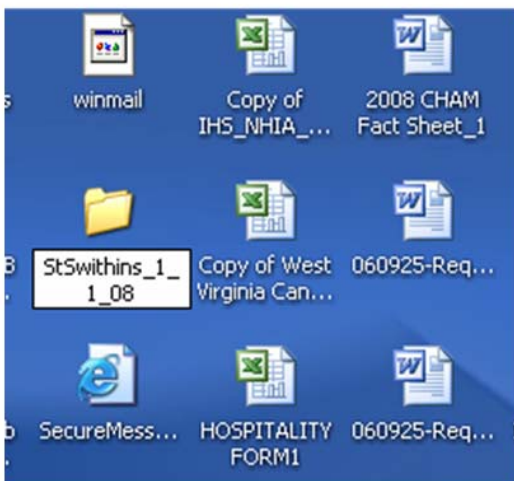 winmail
Copy of
IHS_NHIA_...
2008 CHAM
Fact Sheet_1
StSwithins_1_
1_08
Copy of West
Virginia Can...
060925-Req...
SecureMess...
HOSPITALITY
FORM1
060925-Req...